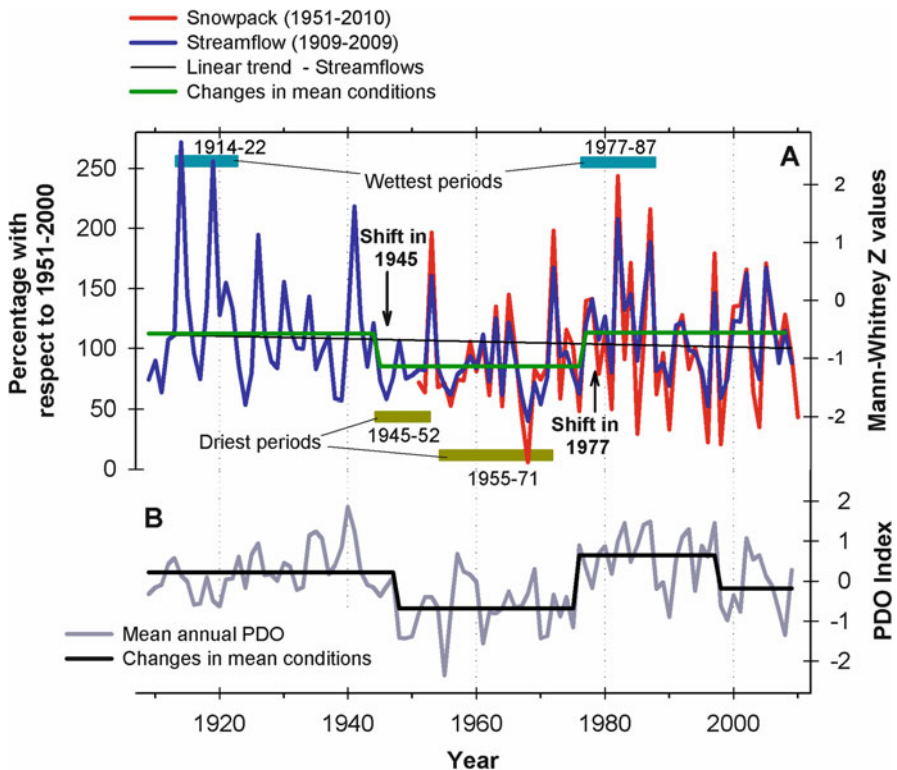 Snowpack (1951-2010)
Streamflow (1909-2009)
Linear trend - Streamflows
Changes in mean conditions
A
1914-22
1977-87
Wettest periods
Shift in
1945
Shift in
1977
Driest periods
1945-52
1955-71
250
200
150
100
50
0
Percentage with
respect to 1951-2000
2
1
0
-1
-2
Mann-Whitney Z values
B
2
1
0
-1
-2
PDO Index
Mean annual PDO
Changes in mean conditions
1920
1940
1960
1980
2000
Year